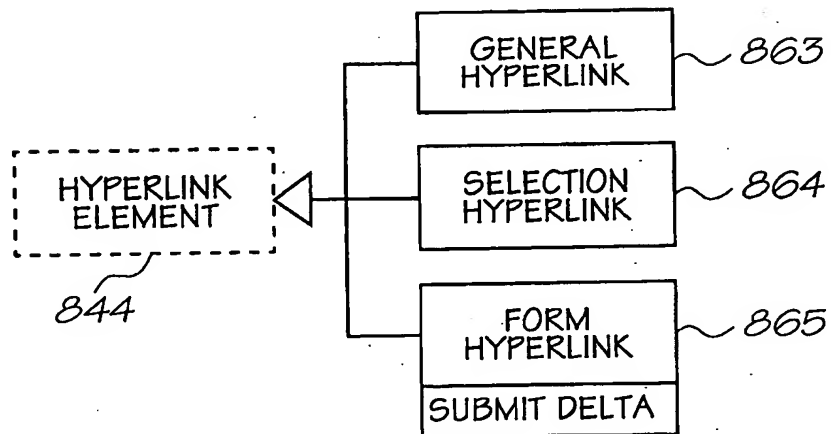 GENERAL
HYPERLINK
863
HYPERLINK
ELEMENT
844
SELECTION
HYPERLINK
864
FORM
HYPERLINK
865
SUBMIT DELTA